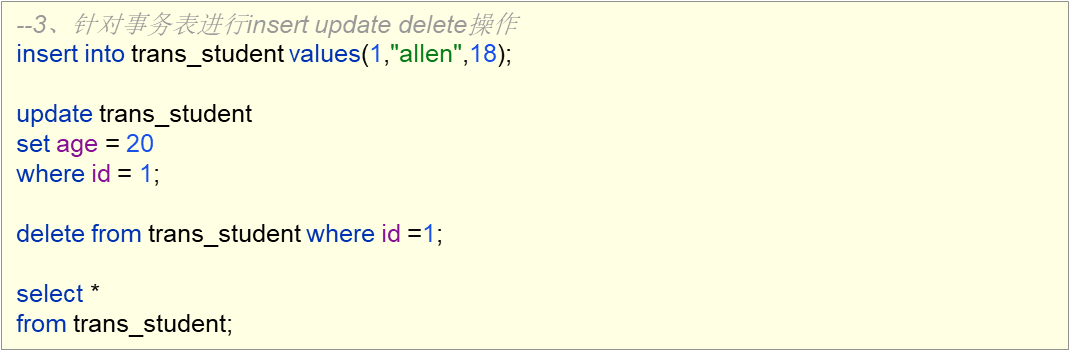 --3、针对事务表进行insert update delete操作
insert into trans_student values(1,"allen",18);
update trans_student
set age = 20
where id = 1;
delete from trans_student where id =1;
select *
from trans_student;